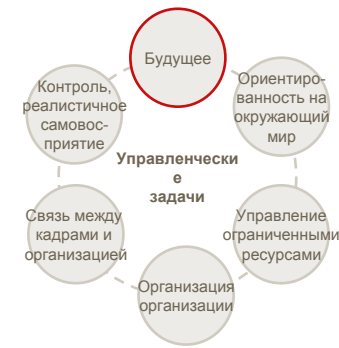 Будущее
Ориентиро-
ванность на
окружающий
мир
Управление
ограниченными
ресурсами
Организация
организации
Связь между
кадрами и
организацией
Контроль,
реалистичное
самовос-
приятие
Управленчески
е
задачи